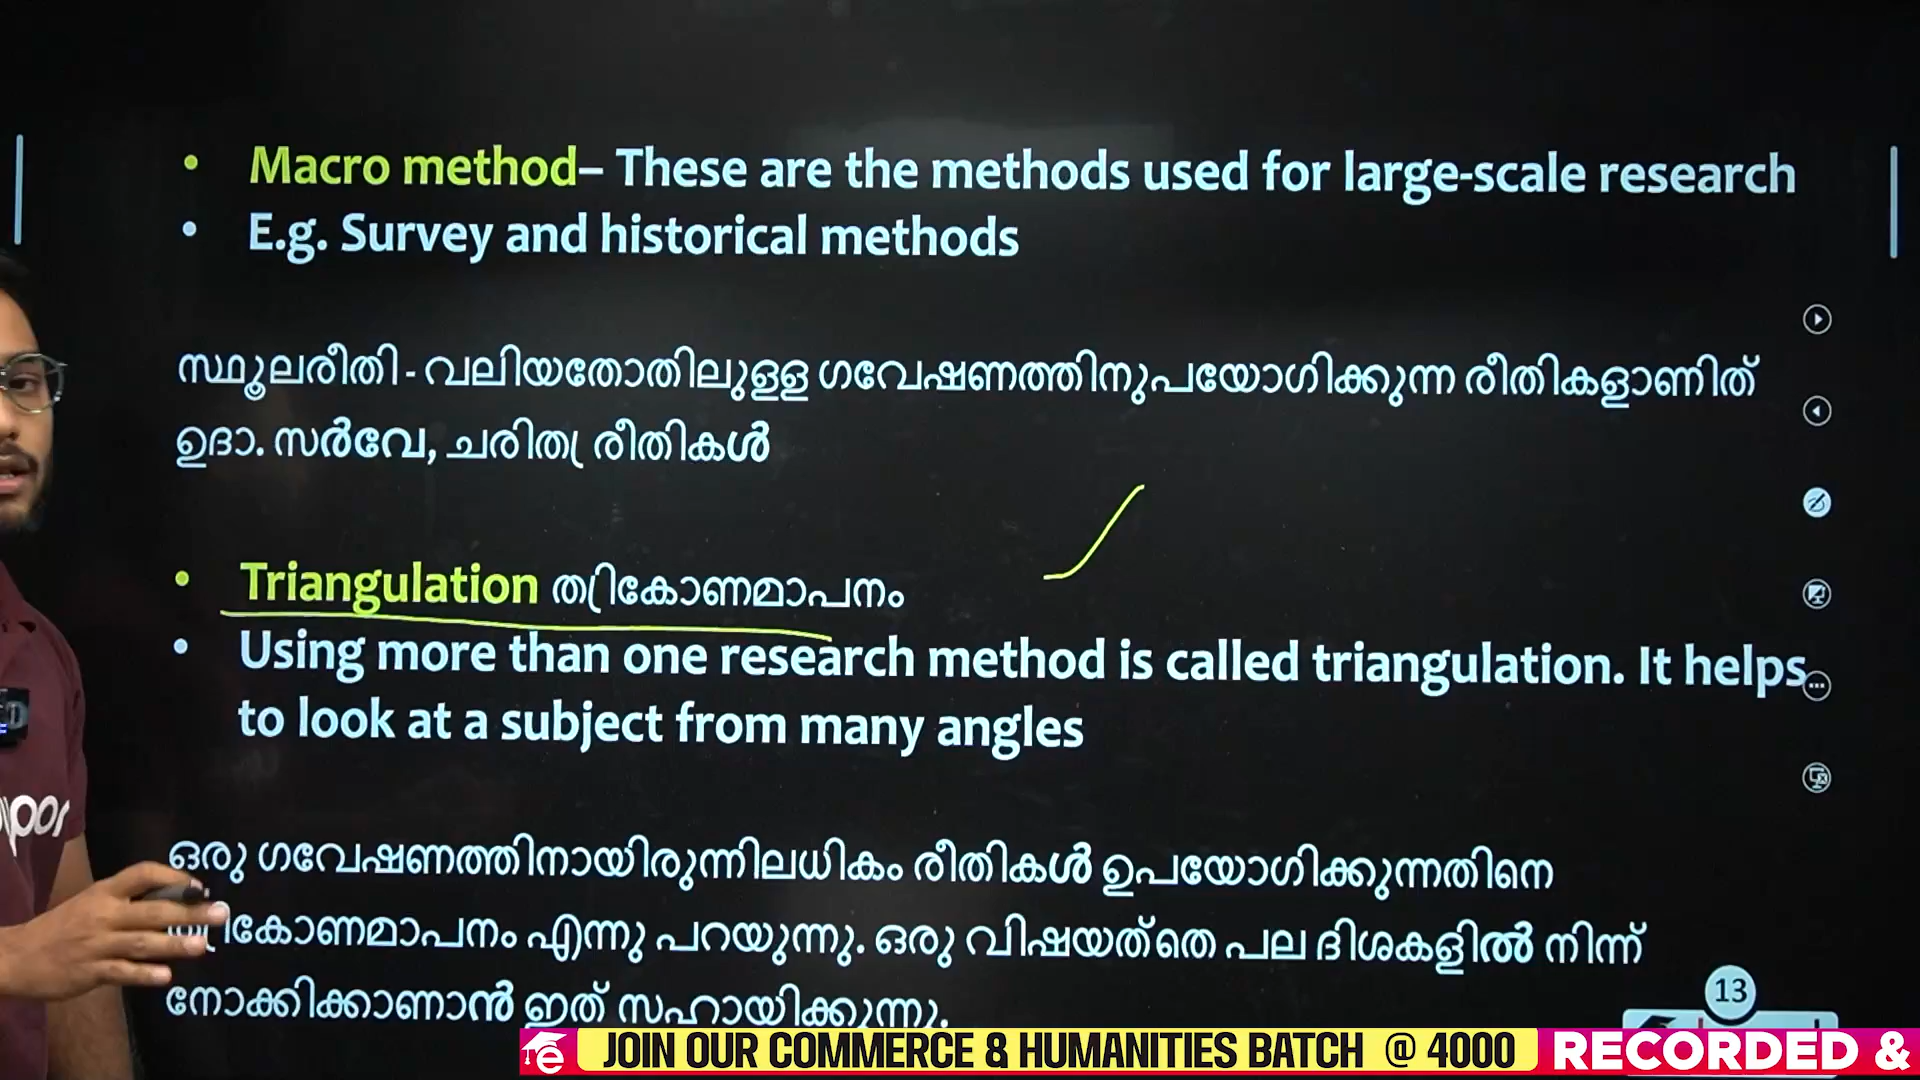 • Macro method– These are the methods used for large-scale research
• E.g. Survey and historical methods
സ്ഥൂലരീതി - വലിയതോതിലുള്ള ഗവേഷണത്തിനുപയോഗിക്കുന്ന രീതികളാണിത്
ഉദാ. സർവേ, ചരിത്ര രീതികൾ
• Triangulation ത്രികോണമാപനം
• Using more than one research method is called triangulation. It helps
to look at a subject from many angles
ഒരു ഗവേഷണത്തിനായിരുന്നിലധികം രീതികൾ ഉപയോഗിക്കുന്നതിനെ
ത്രികോണമാപനം എന്നു പറയുന്നു. ഒരു വിഷയത്തെ പല ദിശകളിൽ നിന്ന്
നോക്കിക്കാണാൻ ഇത് സഹായിക്കുന്നു.
13
JOIN OUR COMMERCE & HUMANITIES BATCH @ 4000 RECORDED &